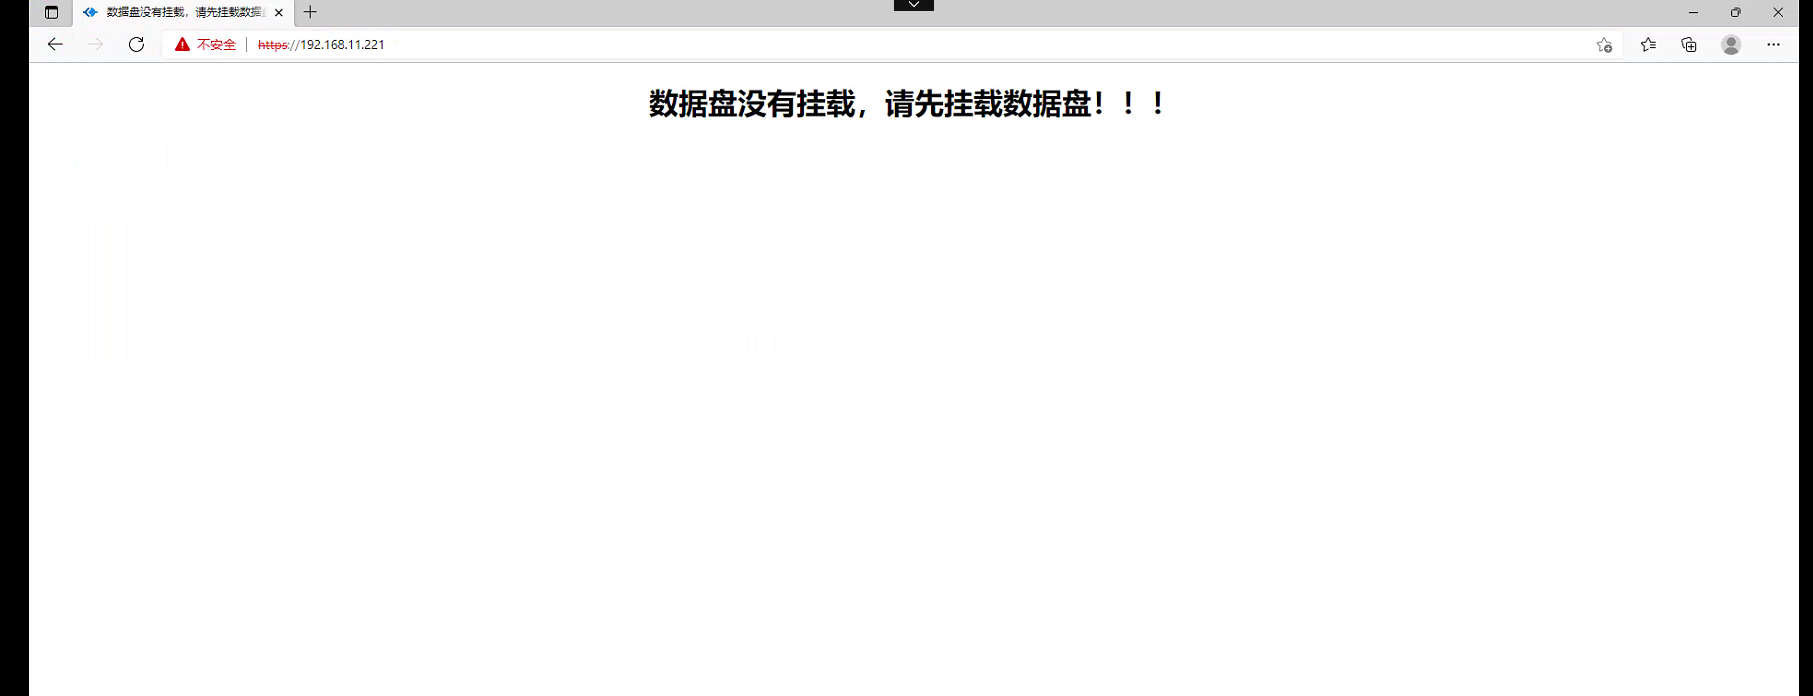 数据盘没有挂载，请先挂载数据
不安全 https://192.168.11.221
数据盘没有挂载，请先挂载数据盘！！！